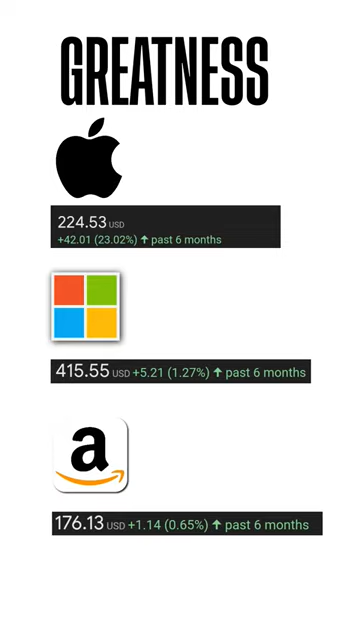 GREATNESS
224.53 USD
+42.01 (23.02%) ↑ past 6 months
415.55 USD +5.21 (1.27%) ↑ past 6 months
a
176.13 USD +1.14 (0.65%) ↑ past 6 months